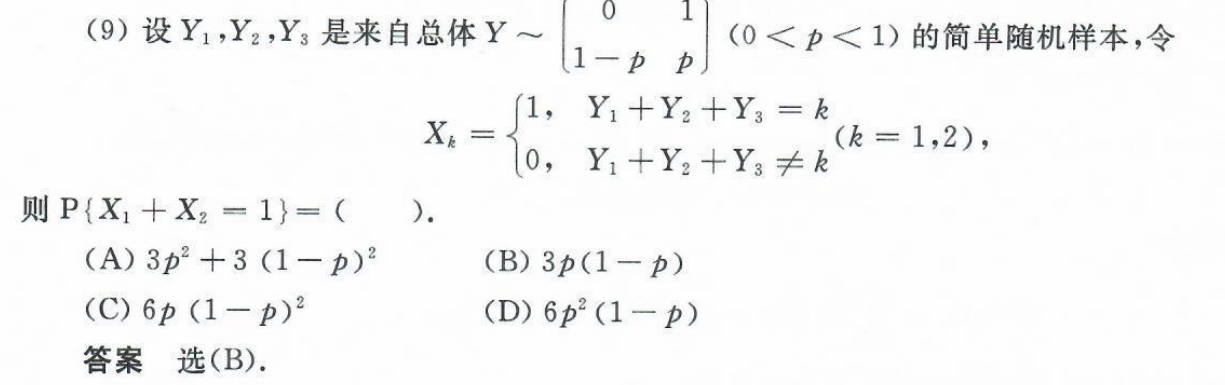 (9) 设 Y₁,Y₂,Y₃ 是来自总体 Y ~ [0 1; 1-p p] (0 < p < 1) 的简单随机样本,令
X_k = {1, Y₁+Y₂+Y₃ = k; 0, Y₁+Y₂+Y₃ ≠ k (k = 1,2),
则 P{X₁ + X₂ = 1} = ( ).
(A) 3p² + 3 (1-p)² (B) 3p(1-p)
(C) 6p (1-p)² (D) 6p²(1-p)
答案 选(B).